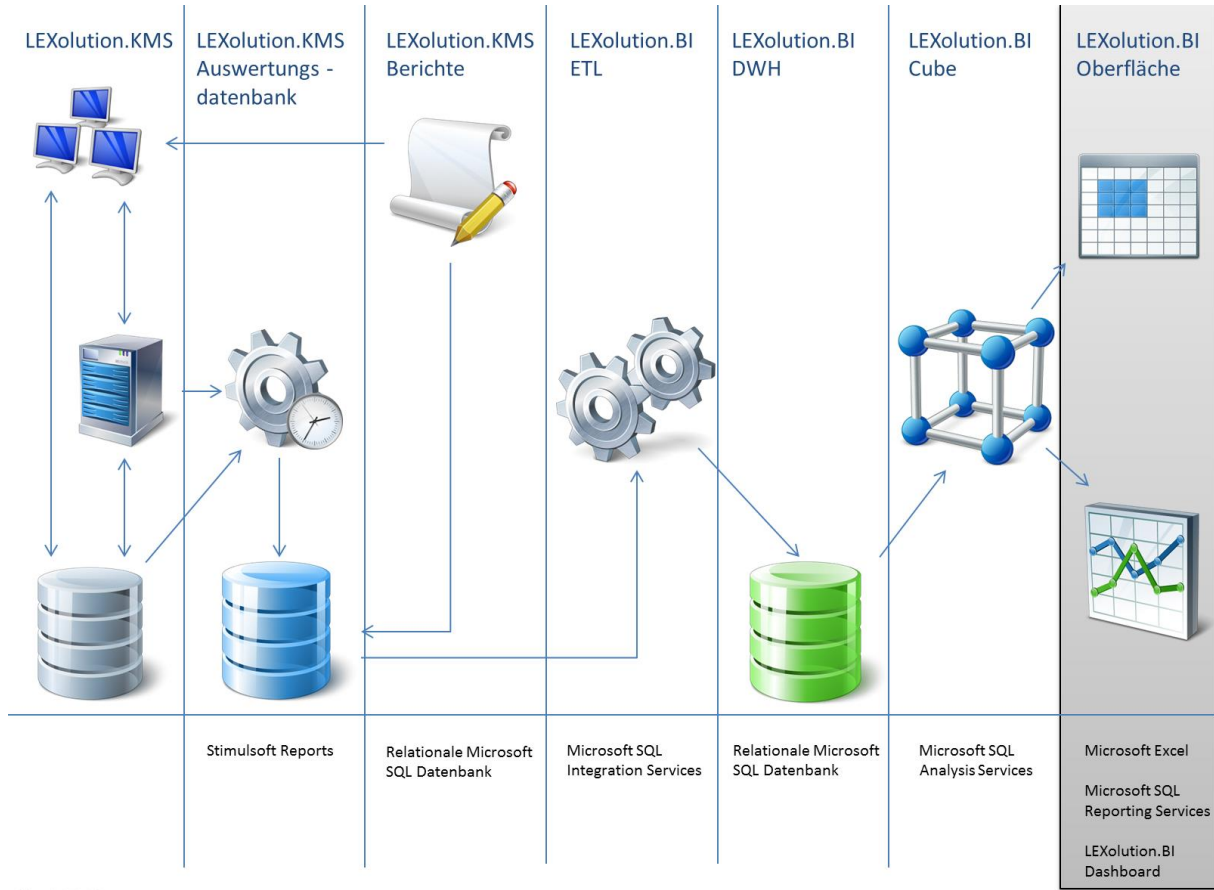 LEXolution.KMS
LEXolution.KMS
Auswertungs -
datenbank
LEXolution.KMS
Berichte
LEXolution.BI
ETL
LEXolution.BI
DWH
LEXolution.BI
Cube
LEXolution.BI
Oberfläche
Stimulsoft Reports
Relationale Microsoft
SQL Datenbank
Microsoft SQL
Integration Services
Relationale Microsoft
SQL Datenbank
Microsoft SQL
Analysis Services
Microsoft Excel
Microsoft SQL
Reporting Services
LEXolution.BI
Dashboard